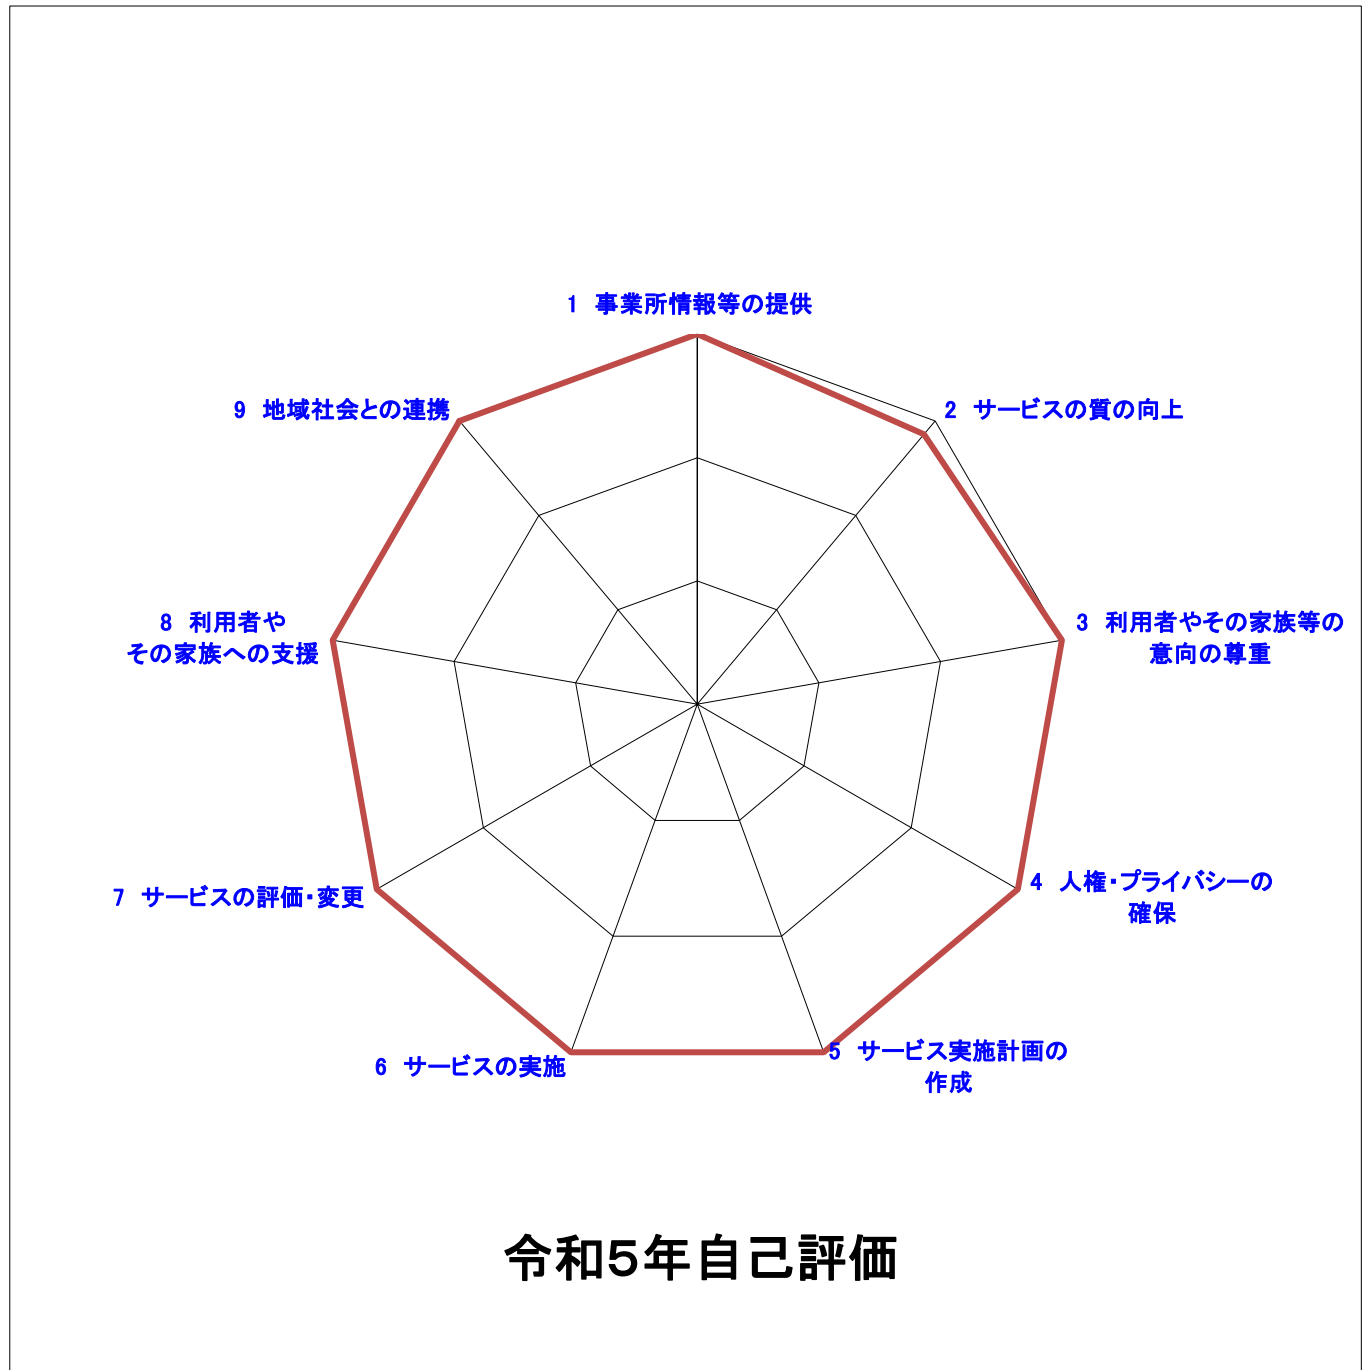 1 事業所情報等の提供
2 サービスの質の向上
3 利用者やその家族等の
意向の尊重
4 人権・プライバシーの
確保
5 サービス実施計画の
作成
6 サービスの実施
7 サービスの評価・変更
8 利用者や
その家族への支援
9 地域社会との連携
令和5年自己評価